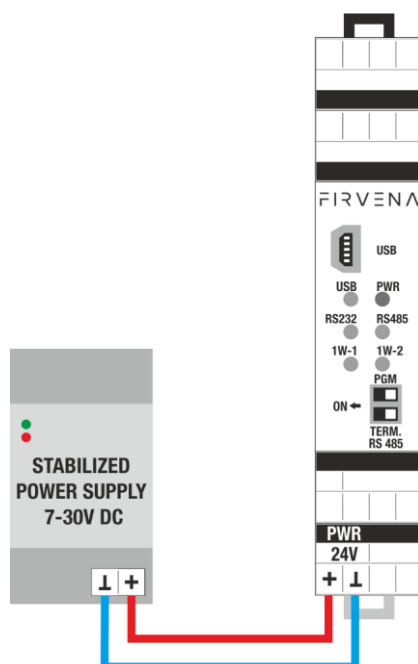 FIRVENA
USB
USB PWR
RS232 RS485
1W-1 1W-2
PGM
ON
TERM.
RS 485
STABILIZED
POWER SUPPLY
7-30V DC
PWR
24V
+
+